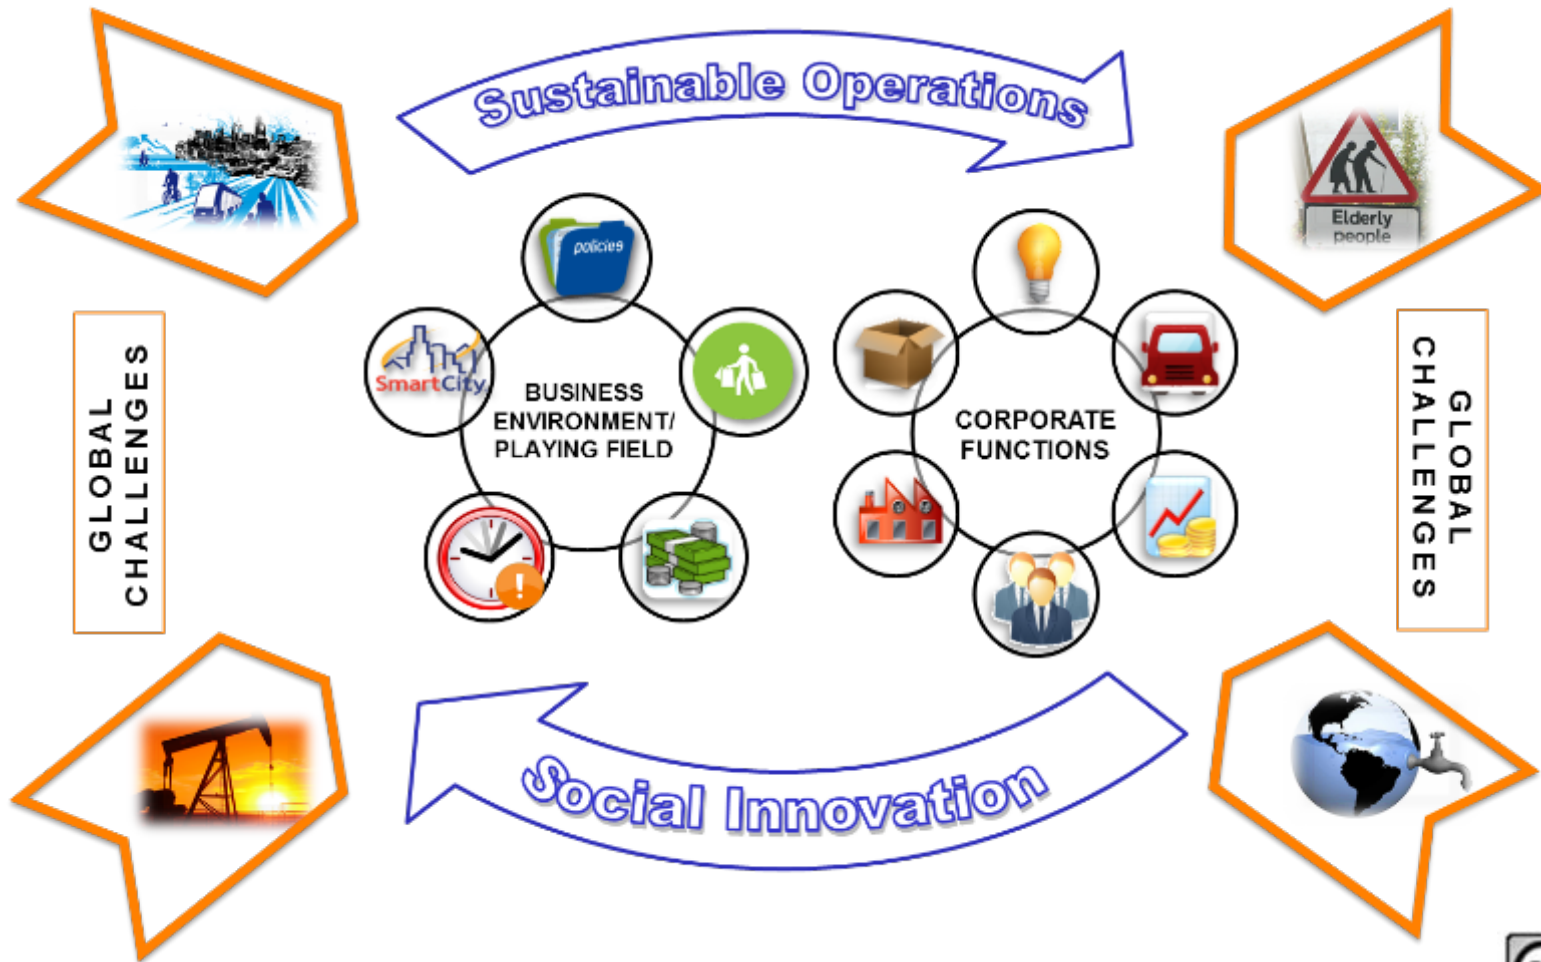 Sustainable Operations
Elderly
people
policies
SmartCity
BUSINESS
ENVIRONMENT/
PLAYING FIELD
CORPORATE
FUNCTIONS
GLOBAL
CHALLENGES
GLOBAL
CHALLENGES
!
Social Innovation